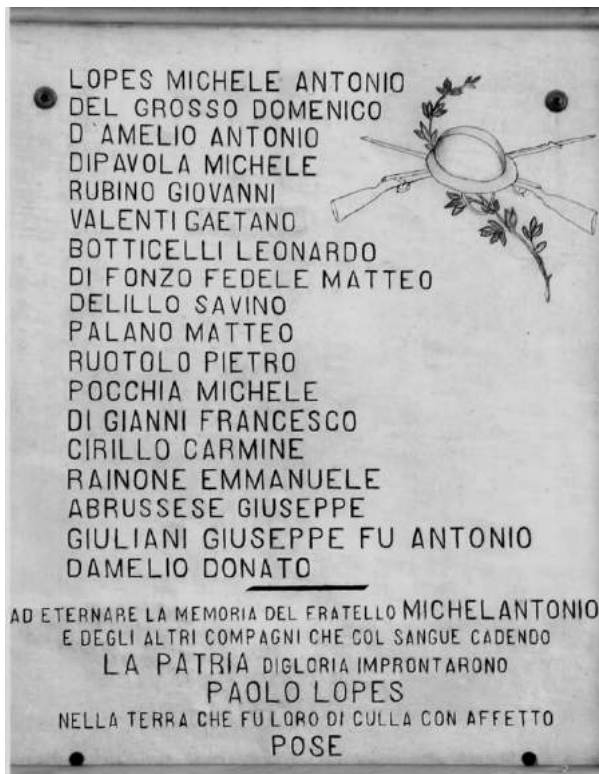 LOPES MICHELE ANTONIO
DEL GROSSO DOMENICO
D'AMELIO ANTONIO
DIPAVOLA MICHELE
RUBINO GIOVANNI
VALENTI GAETANO
BOTTICELLI LEONARDO
DI FONZO FEDELE MATTEO
DELILLO SAVINO
PALANO MATTEO
RUOTOLO PIETRO
POCCHIA MICHELE
DI GIANNI FRANCESCO
CIRILLO CARMINE
RAINONE EMMANUELE
ABRUSSESE GIUSEPPE
GIULIANI GIUSEPPE FU ANTONIO
DAMELIO DONATO
AD ETERNARE LA MEMORIA DEL FRATELLO MICHELANTONIO
E DEGLI ALTRI COMPAGNI CHE COL SANGUE CADENDO
LA PATRIA DIGLORIA IMPRONTARONO
PAOLO LOPES
NELLA TERRA CHE FU LORO DI CULLA CON AFFETTO
POSE